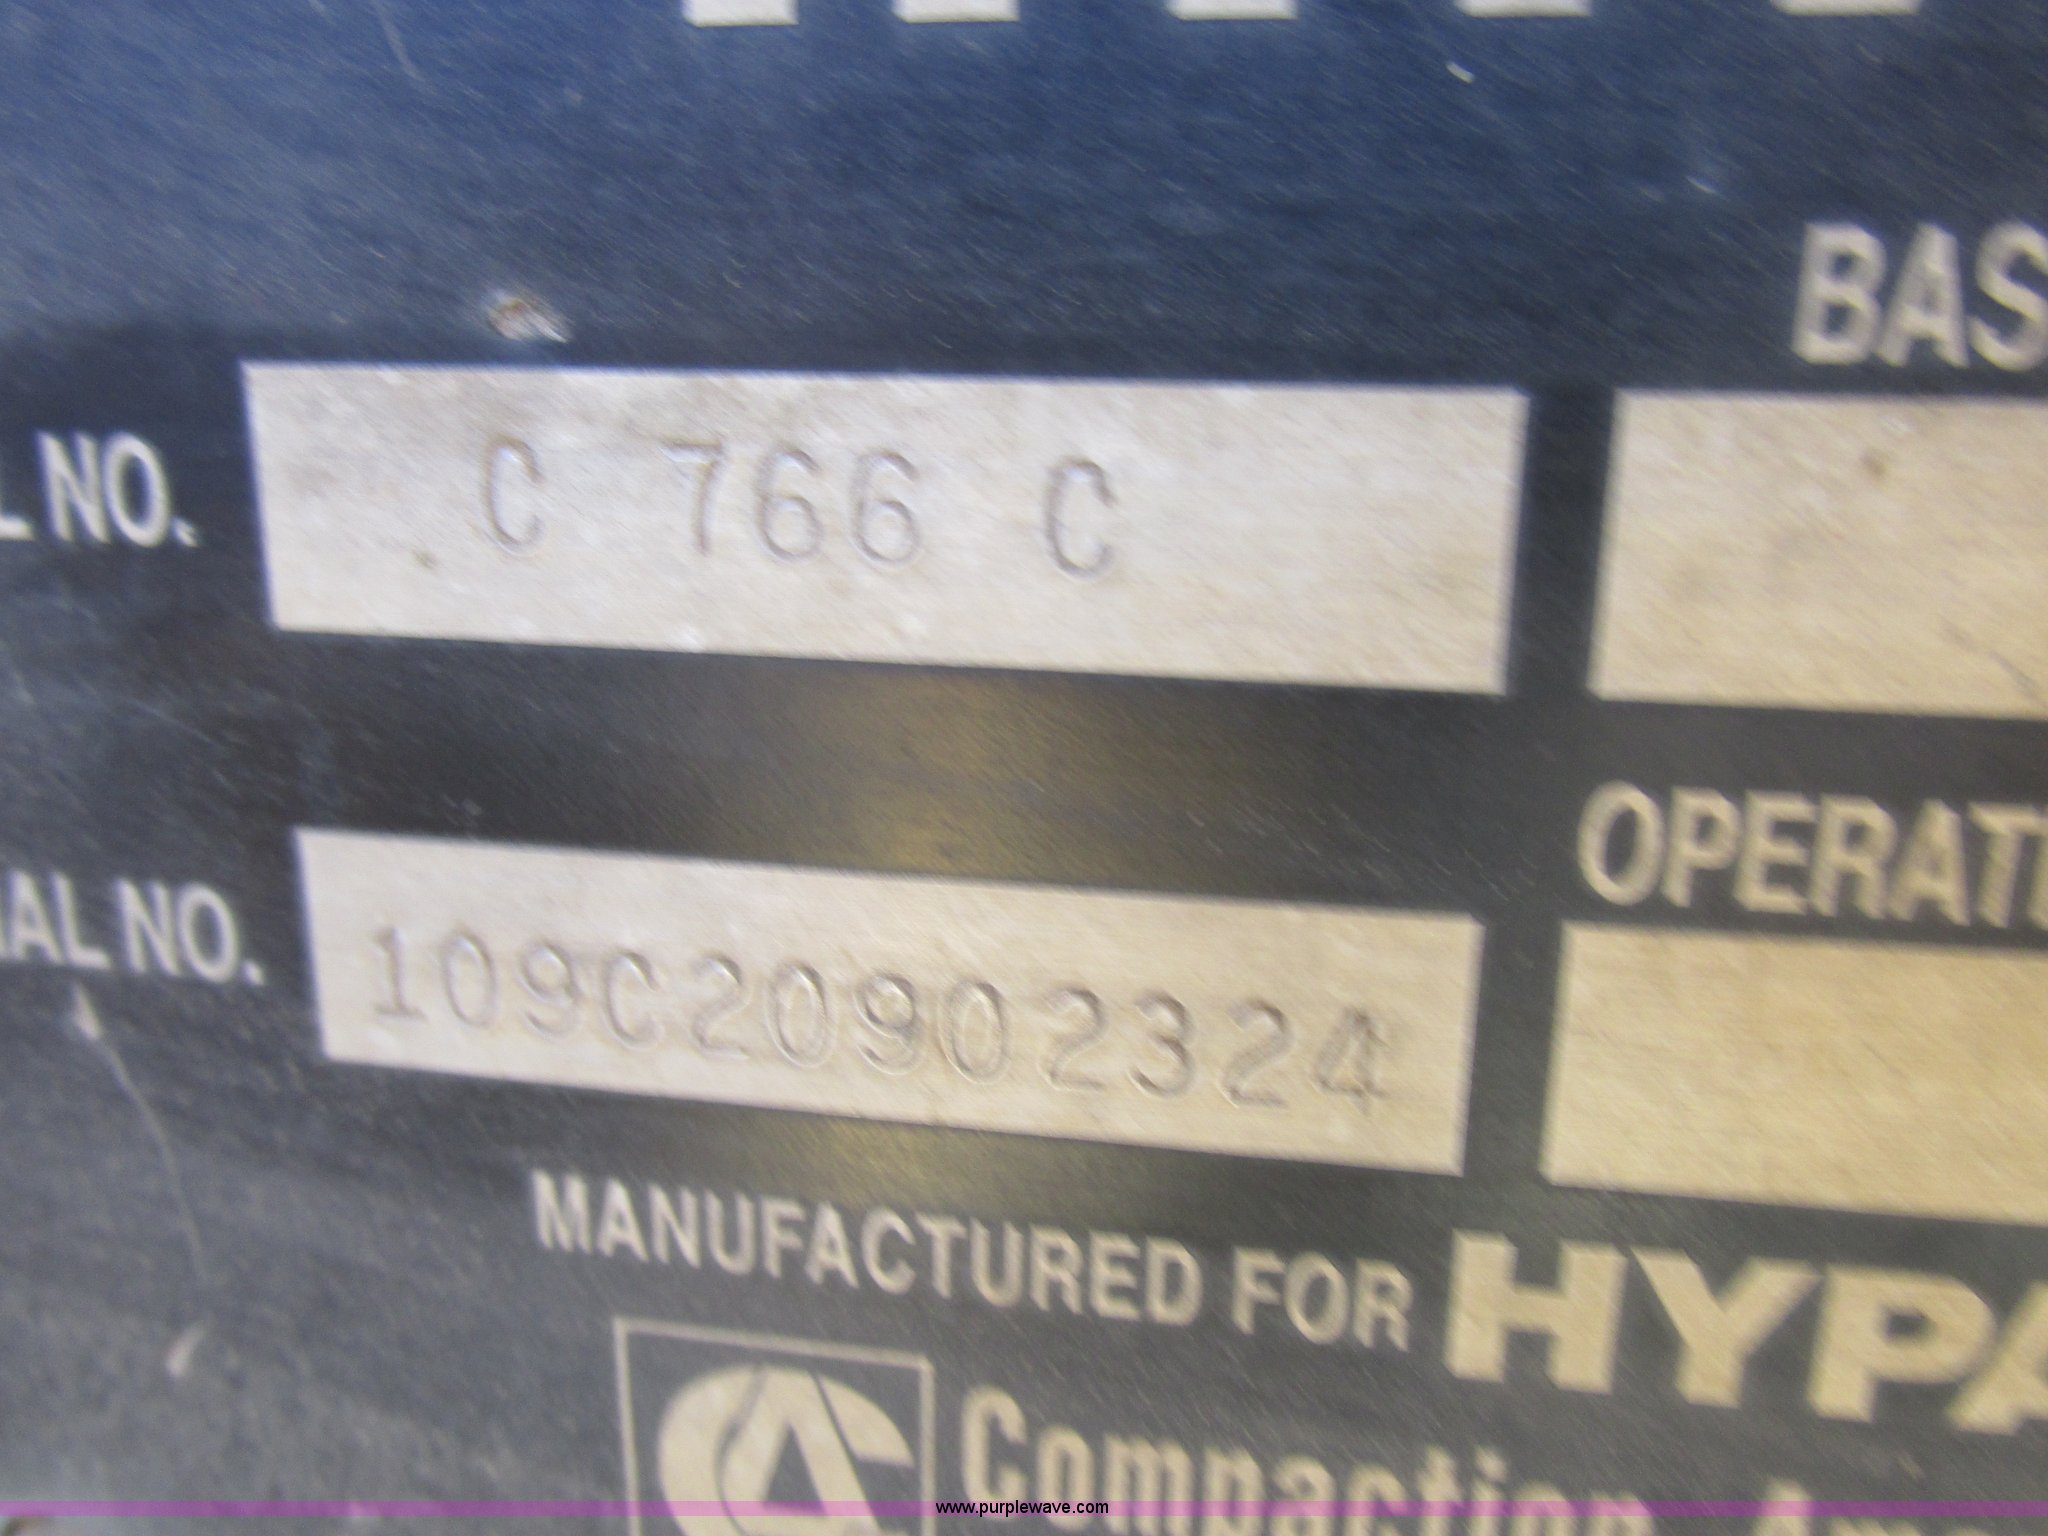 BAS
L NO. C 766 C
OPERAT
IAL NO. 109C20902324
MANUFACTURED FOR HYPA
Compaction
www.purplewave.com